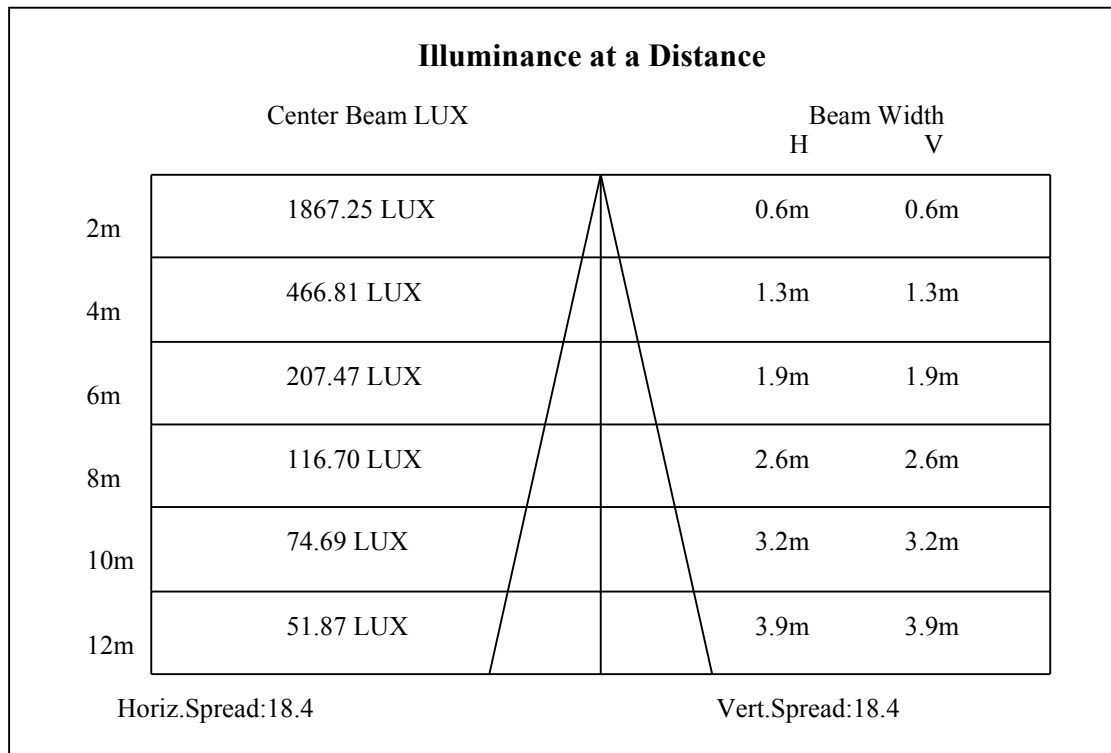 Illuminance at a Distance
Center Beam LUX Beam Width
H V
2m 1867.25 LUX 0.6m 0.6m
4m 466.81 LUX 1.3m 1.3m
6m 207.47 LUX 1.9m 1.9m
8m 116.70 LUX 2.6m 2.6m
10m 74.69 LUX 3.2m 3.2m
12m 51.87 LUX 3.9m 3.9m
Horiz.Spread:18.4 Vert.Spread:18.4